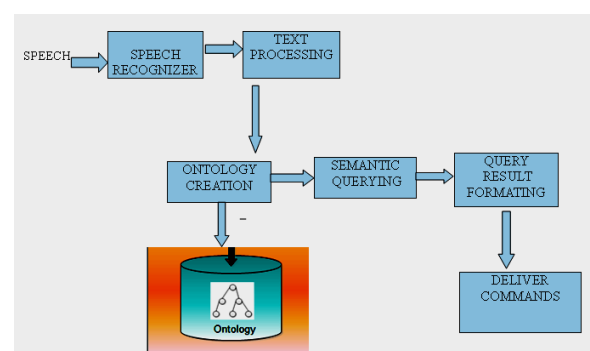 SPEECH
SPEECH
RECOGNIZER
TEXT
PROCESSING
ONTOLOGY
CREATION
SEMANTIC
QUERYING
QUERY
RESULT
FORMATING
–
Ontology
DELIVER
COMMANDS